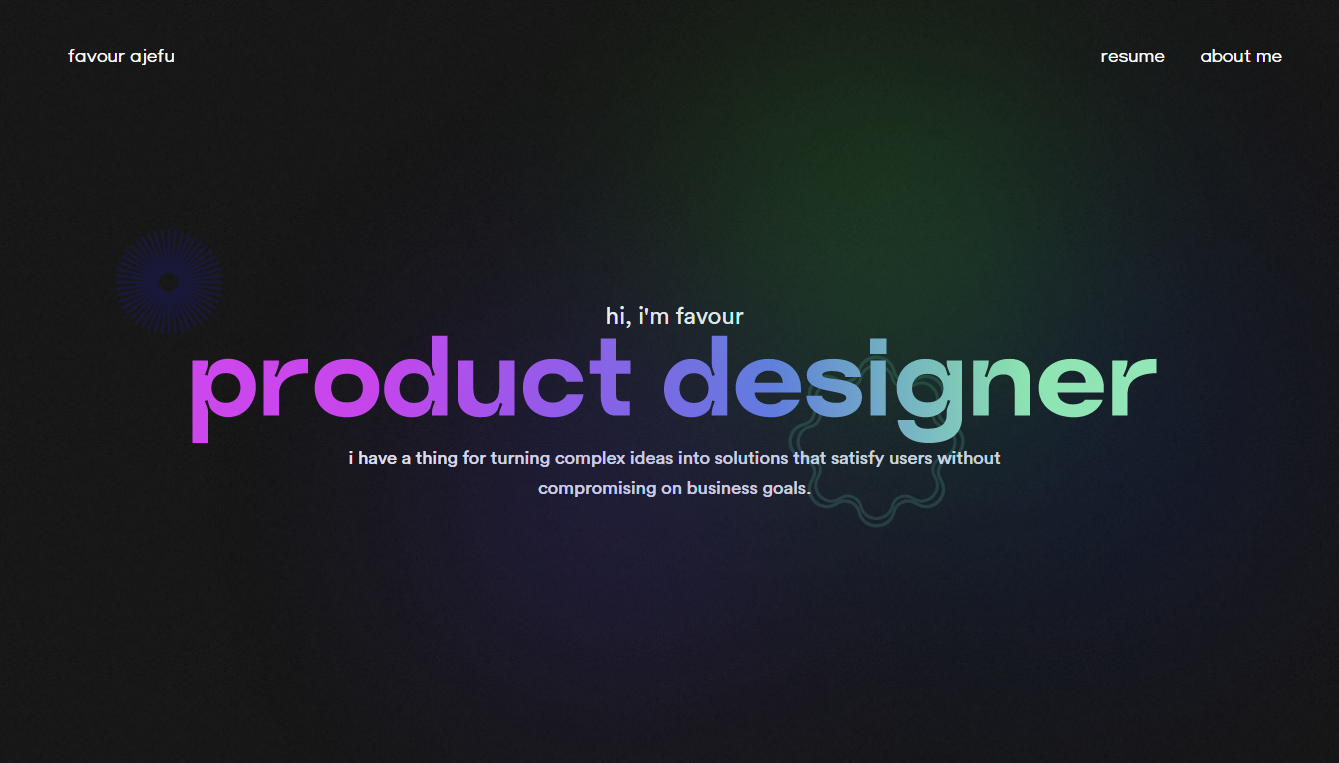 favour ajefu
resume
about me
hi, i'm favour
product designer
i have a thing for turning complex ideas into solutions that satisfy users without
compromising on business goals.